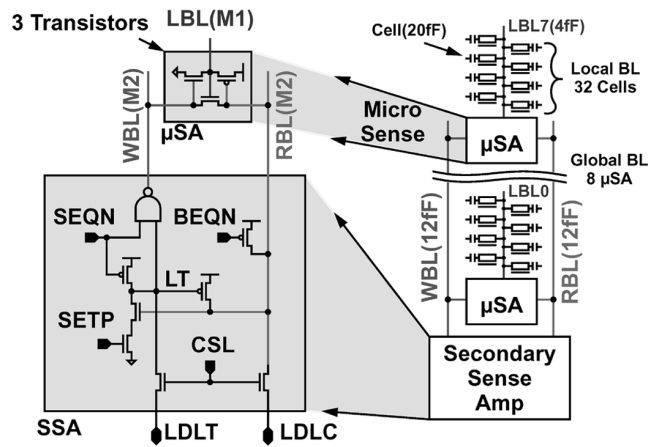 3 Transistors
LBL(M1)
WBL(M2)
RBL(M2)
µSA
SEQN
BEQN
LT
SETP
CSL
SSA
LDLT
LDLC
Cell(20fF)
LBL7(4fF)
Local BL
32 Cells
Micro
Sense
µSA
Global BL
8 µSA
LBL0
WBL(12fF)
RBL(12fF)
µSA
Secondary
Sense
Amp